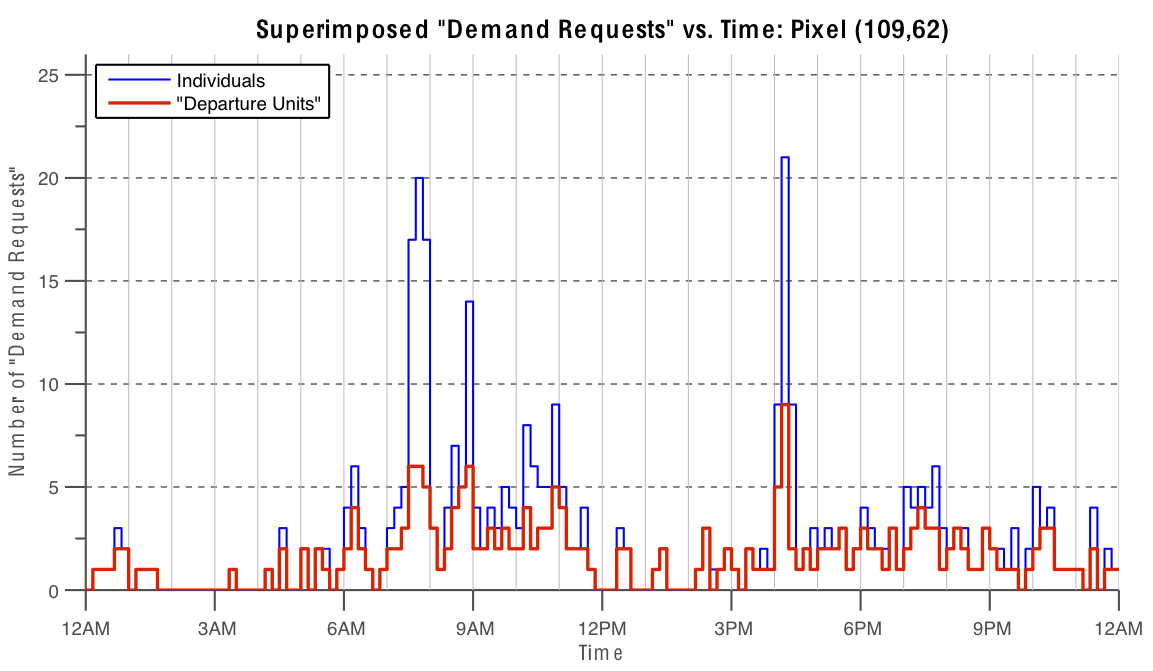 Superimposed "Demand Requests" vs. Time: Pixel (109,62)
Individuals
"Departure Units"
Number of "Demand Requests"
25
20
15
10
5
0
12AM 3AM 6AM 9AM 12PM 3PM 6PM 9PM 12AM
Time